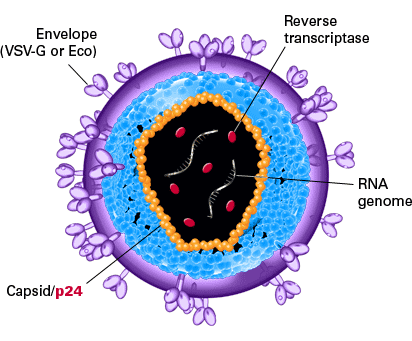 Envelope
(VSV-G or Eco)
Reverse
transcriptase
RNA
genome
Capsid/p24